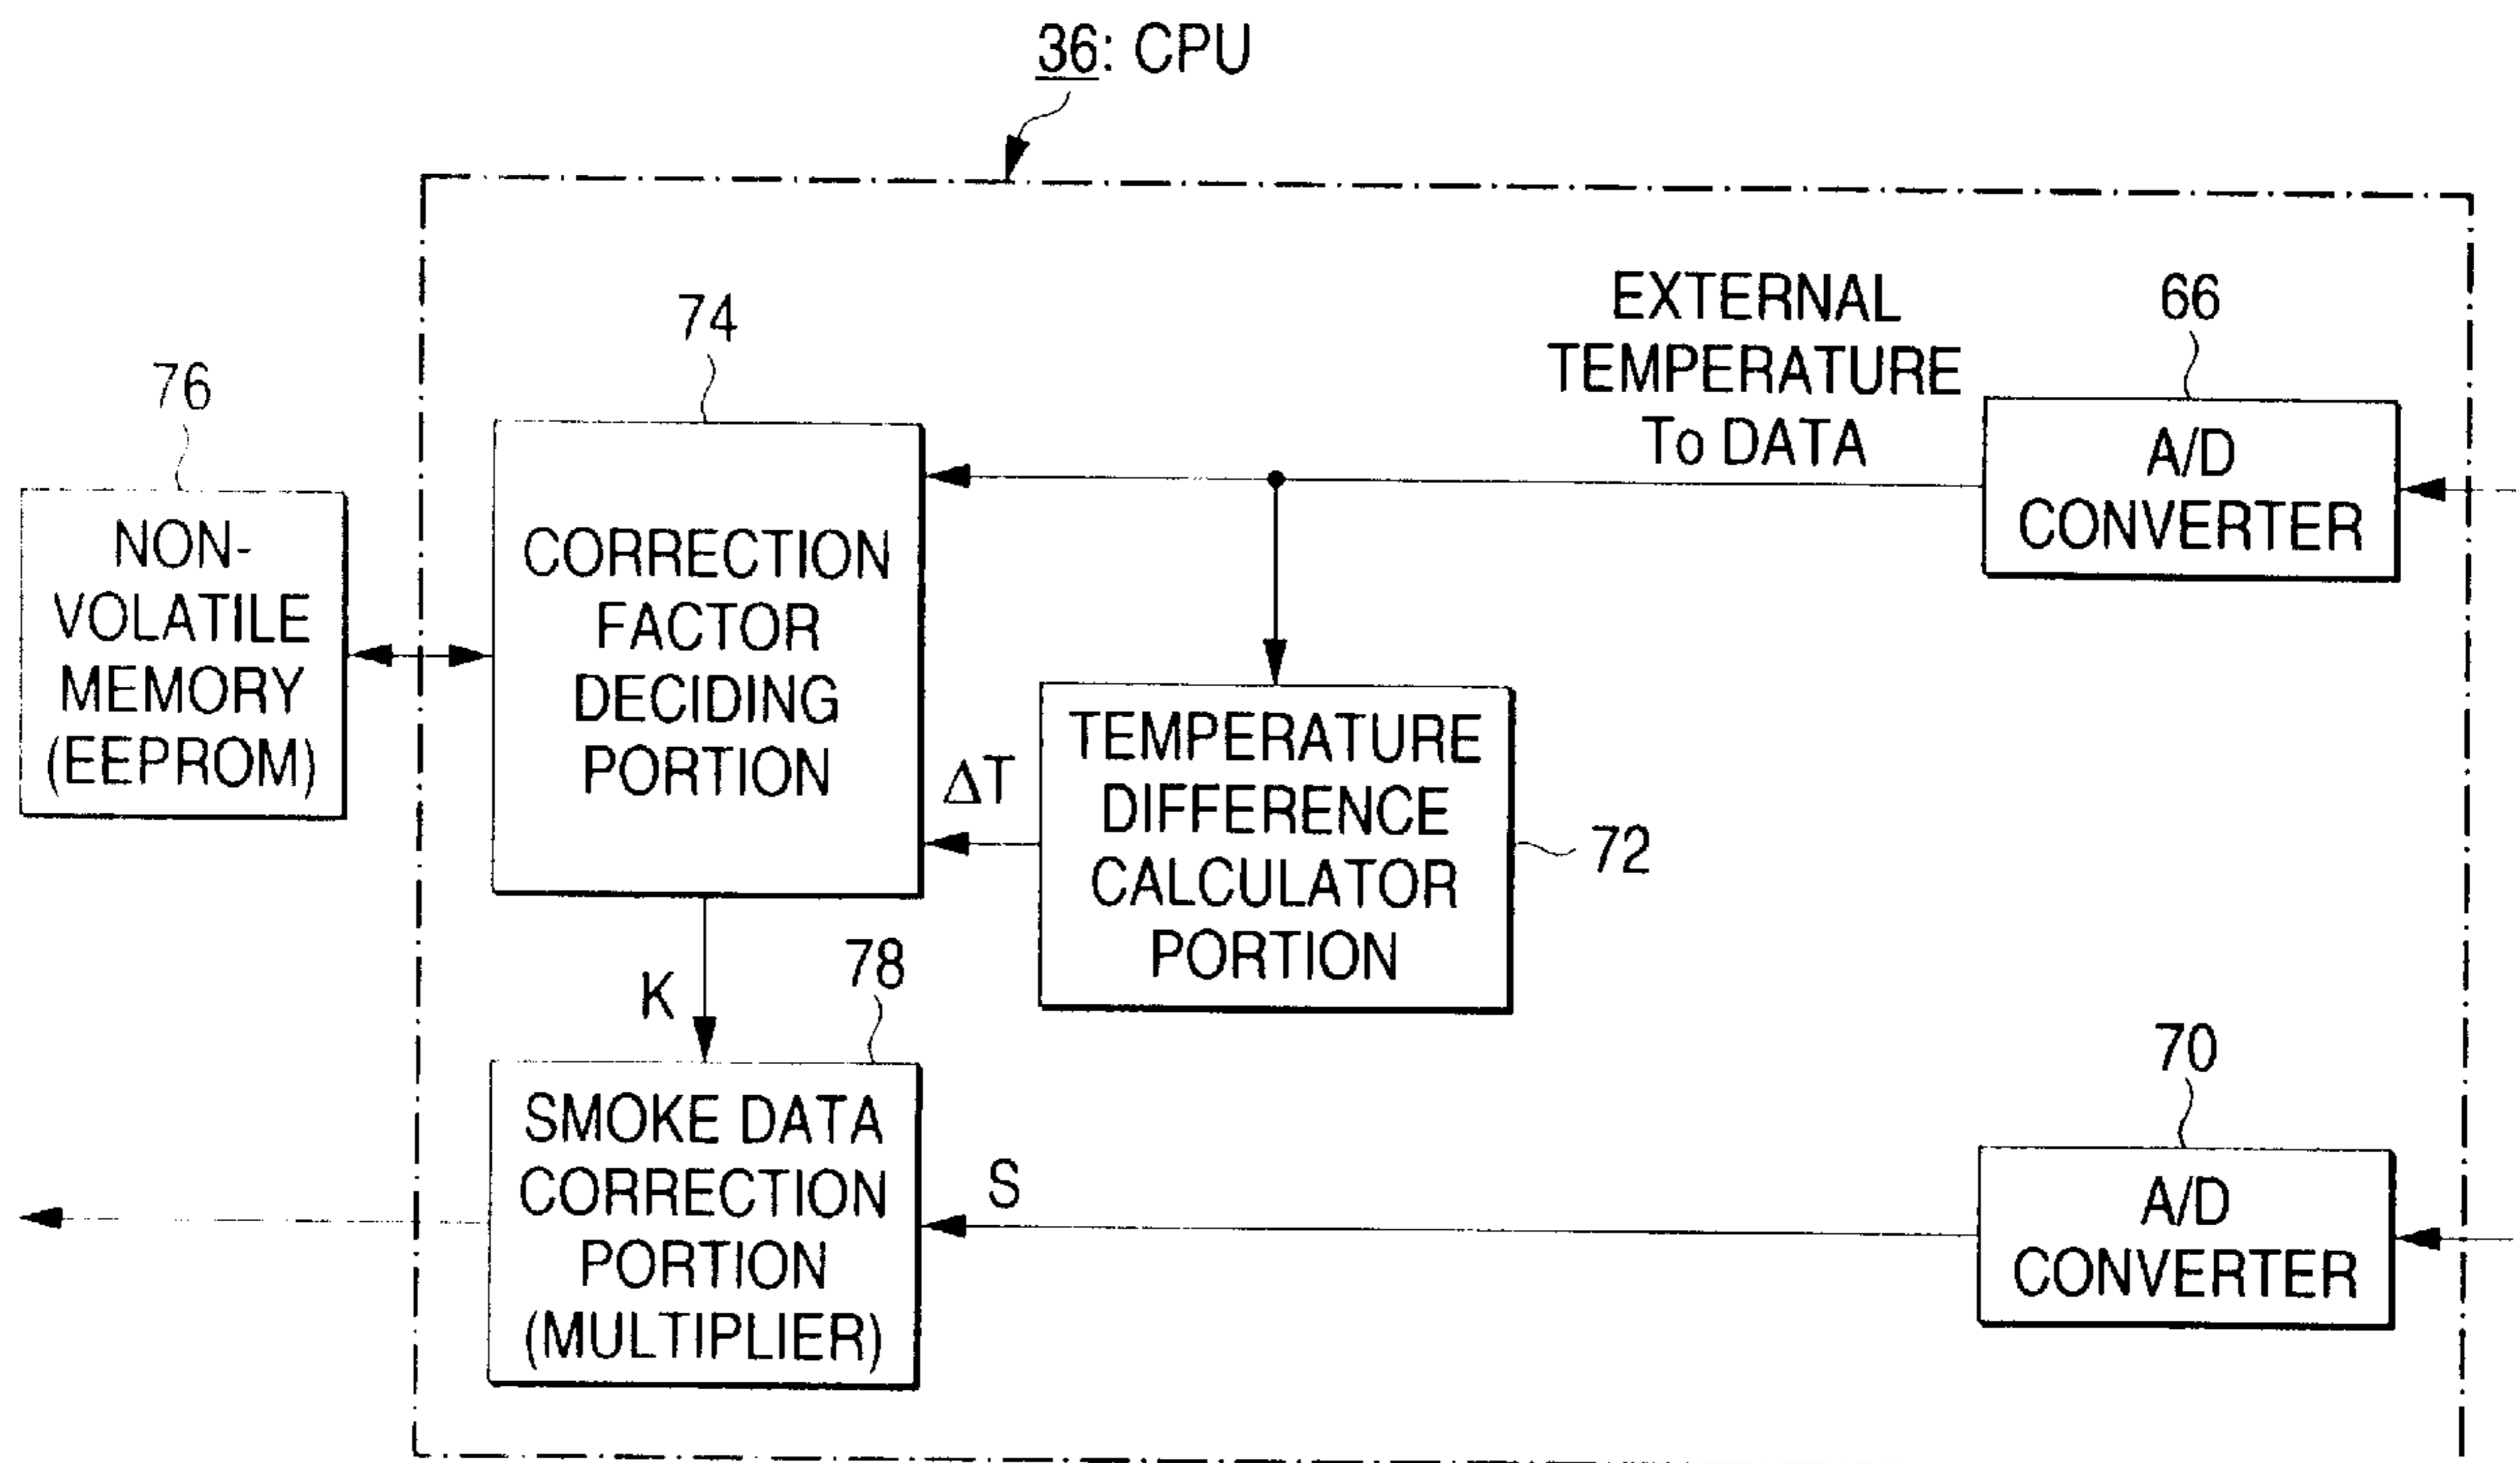 36: CPU
74
76
EXTERNAL
TEMPERATURE
To DATA
66
A/D
CONVERTER
NON-
VOLATILE
MEMORY
(EEPROM)
CORRECTION
FACTOR
DECIDING
PORTION
ΔT
TEMPERATURE
DIFFERENCE
CALCULATOR
PORTION
72
K
78
SMOKE DATA
CORRECTION
PORTION
(MULTIPLIER)
S
70
A/D
CONVERTER